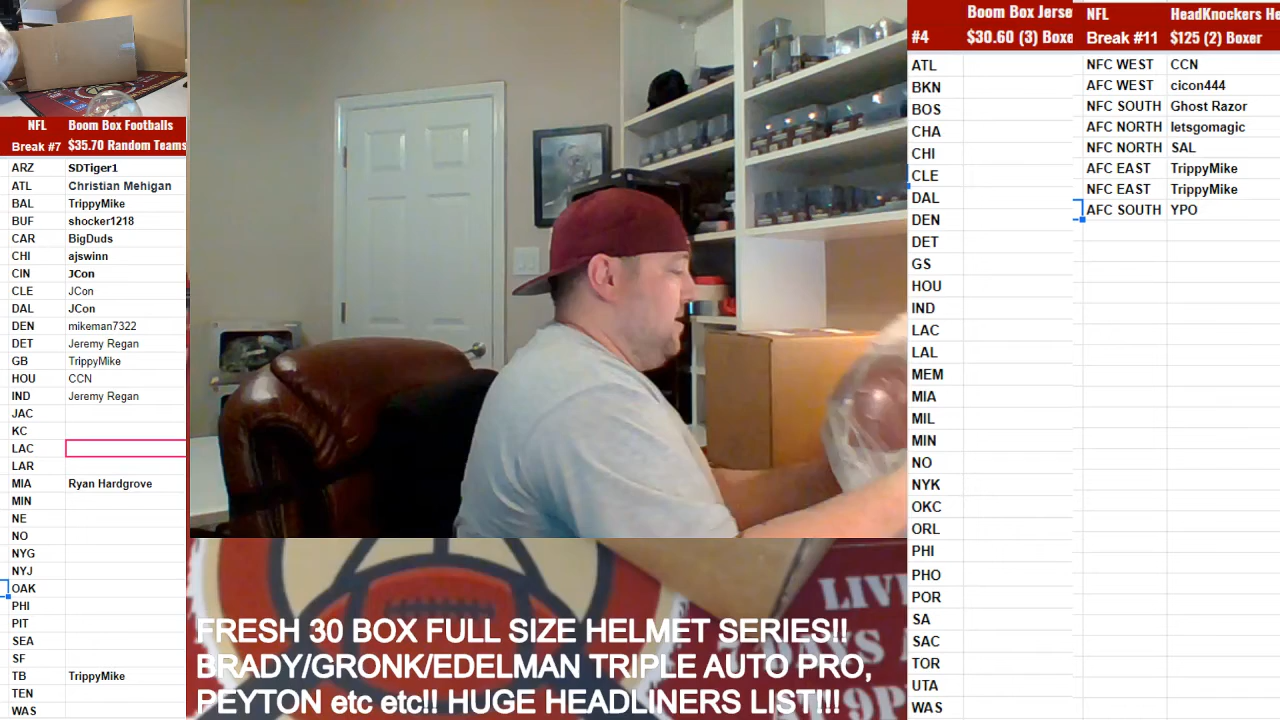 NFL Boom Box Footballs
Break #7 $35.70 Random Teams
ARZ SDTiger1
ATL Christian Mehigan
BAL TrippyMike
BUF shocker1218
CAR BigDuds
CHI ajswinn
CIN JCon
CLE JCon
DAL JCon
DEN mikeman7322
DET Jeremy Regan
GB TrippyMike
HOU CCN
IND Jeremy Regan
JAC
KC
LAC
LAR
MIA Ryan Hardgrove
MIN
NE
NO
NYG
NYJ
OAK
PHI
PIT
SEA
SF
TB TrippyMike
TEN
WAS
LIV
9P
FRESH 30 BOX FULL SIZE HELMET SERIES!!
BRADY/GRONK/EDELMAN TRIPLE AUTO PRO,
PEYTON etc etc!! HUGE HEADLINERS LIST!!!
Boom Box Jerse
#4 $30.60 (3) Boxe
ATL
BKN
BOS
CHA
CHI
CLE
DAL
DEN
DET
GS
HOU
IND
LAC
LAL
MEM
MIA
MIL
MIN
NO
NYK
OKC
ORL
PHI
PHO
POR
SA
SAC
TOR
UTA
WAS
NFL HeadKnockers He
Break #11 $125 (2) Boxer
NFC WEST CCN
AFC WEST cicon444
NFC SOUTH Ghost Razor
AFC NORTH letsgomagic
NFC NORTH SAL
AFC EAST TrippyMike
NFC EAST TrippyMike
AFC SOUTH YPO